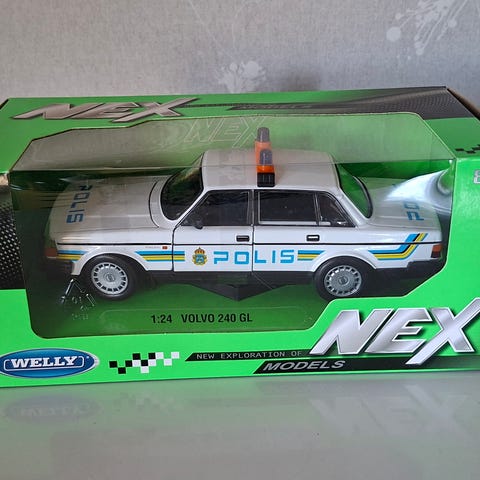 NEX
NEX
POLIS
POLIS
POLIS
1:24 VOLVO 240 GL
WELLY
NEW EXPLORATION OF
MODELS
NEX